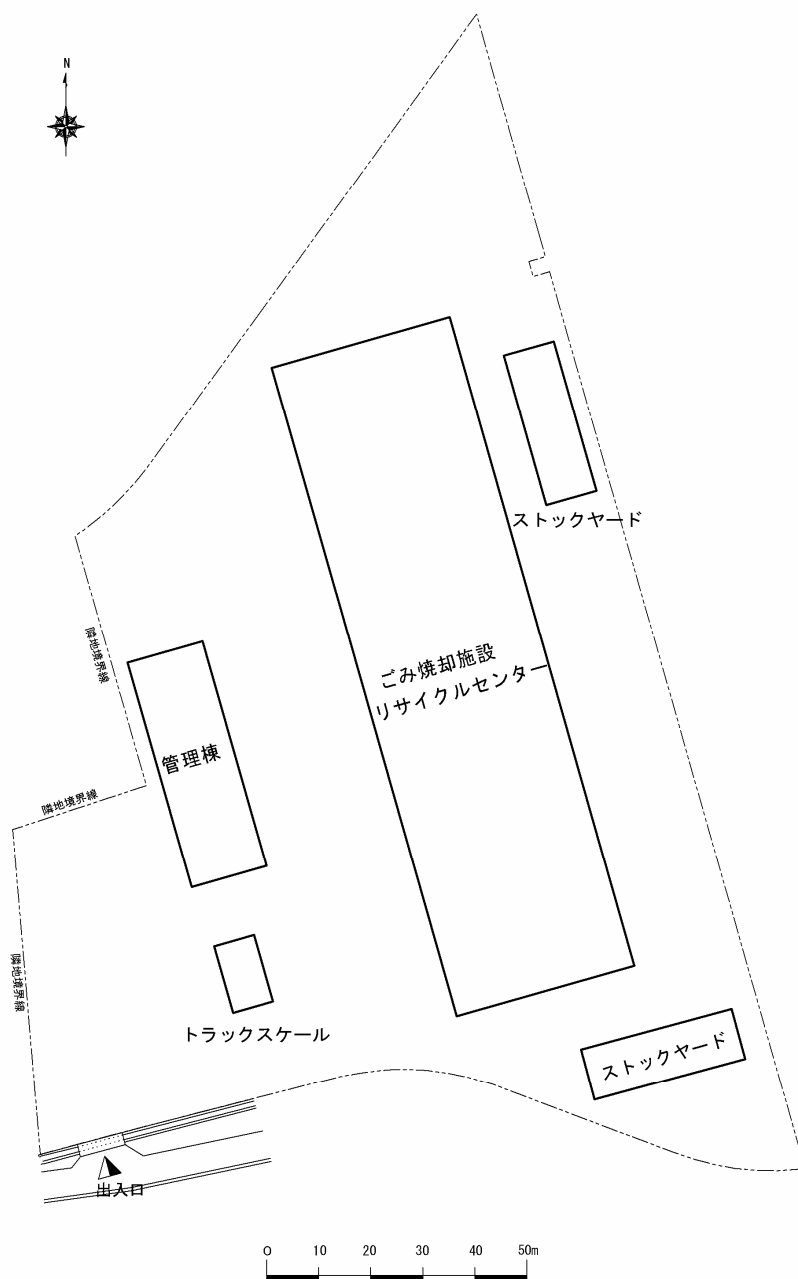 N
ストックヤード
隣地境界線
ごみ焼却施設
リサイクルセンター
管理棟
隣地境界線
隣地境界線
トラックスケール
ストックヤード
出入口
0 10 20 30 40 50m